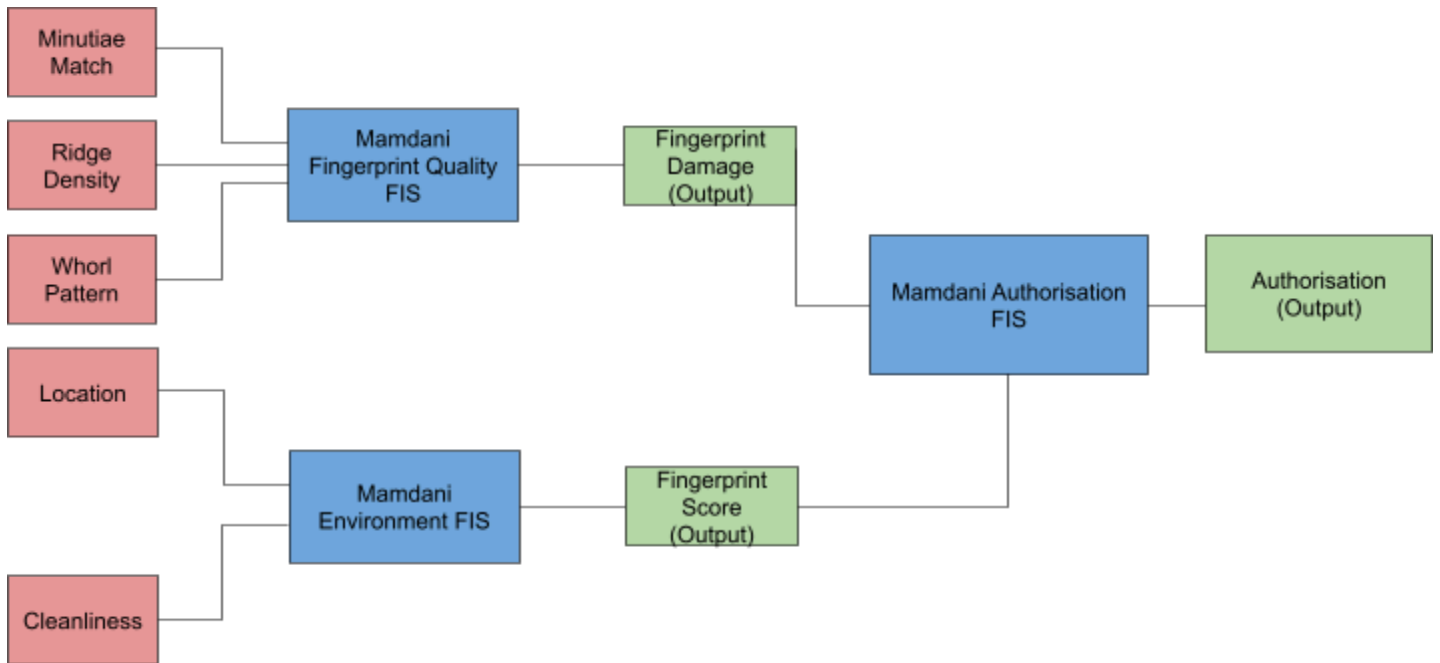 Minutiae
Match
Ridge
Density
Whorl
Pattern
Location
Cleanliness
Mamdani
Fingerprint Quality
FIS
Mamdani
Environment FIS
Fingerprint
Damage
(Output)
Fingerprint
Score
(Output)
Mamdani Authorisation
FIS
Authorisation
(Output)